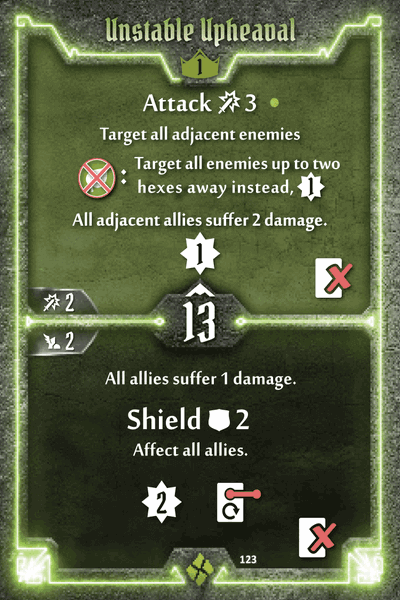 Unstable Upheaval
1
Attack 3
Target all adjacent enemies
: Target all enemies up to two
hexes away instead, 1
All adjacent allies suffer 2 damage.
1
2
13
2
All allies suffer 1 damage.
Shield 2
Affect all allies.
2
123